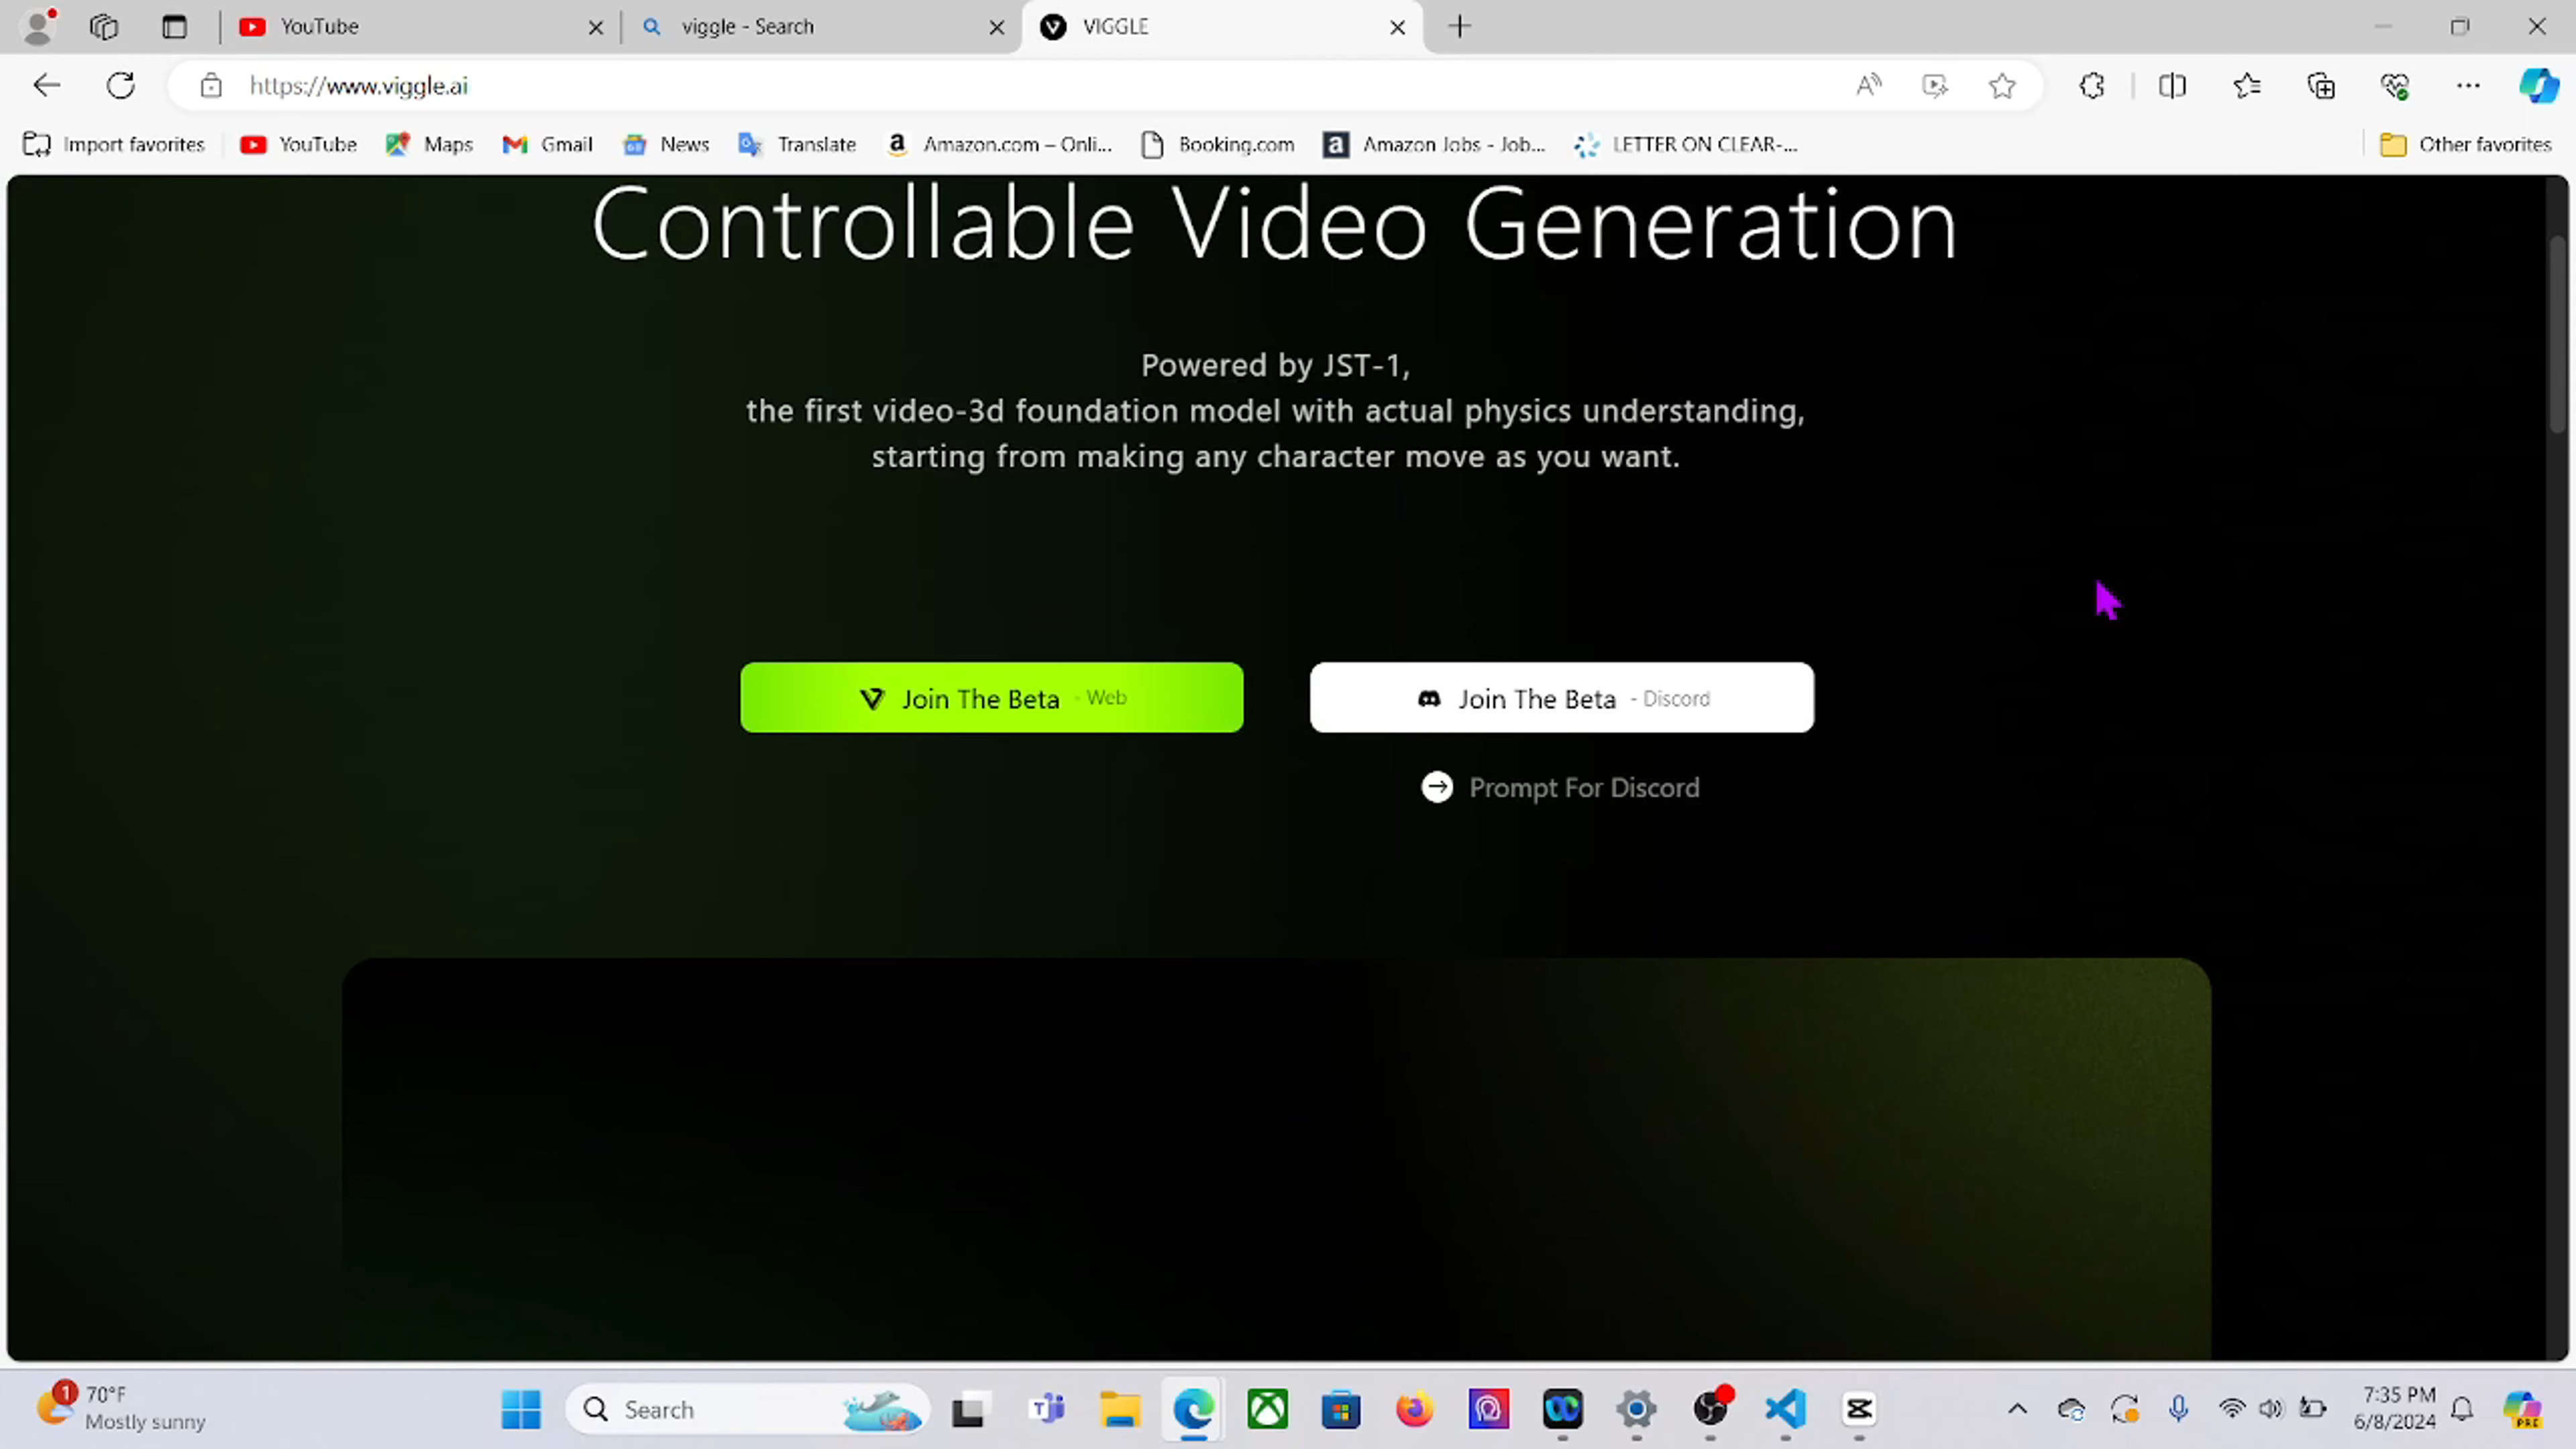 YouTube
viggle - Search
VIGGLE
https://www.viggle.ai
Import favorites
YouTube
Maps
Gmail
News
Translate
Amazon.com – Onli...
Booking.com
Amazon Jobs - Job...
LETTER ON CLEAR-...
Other favorites
Controllable Video Generation
Powered by JST-1,
the first video-3d foundation model with actual physics understanding,
starting from making any character move as you want.
Join The Beta - Web
Join The Beta - Discord
Prompt For Discord
1
70°F
Mostly sunny
Search
7:35 PM
6/8/2024
PRE